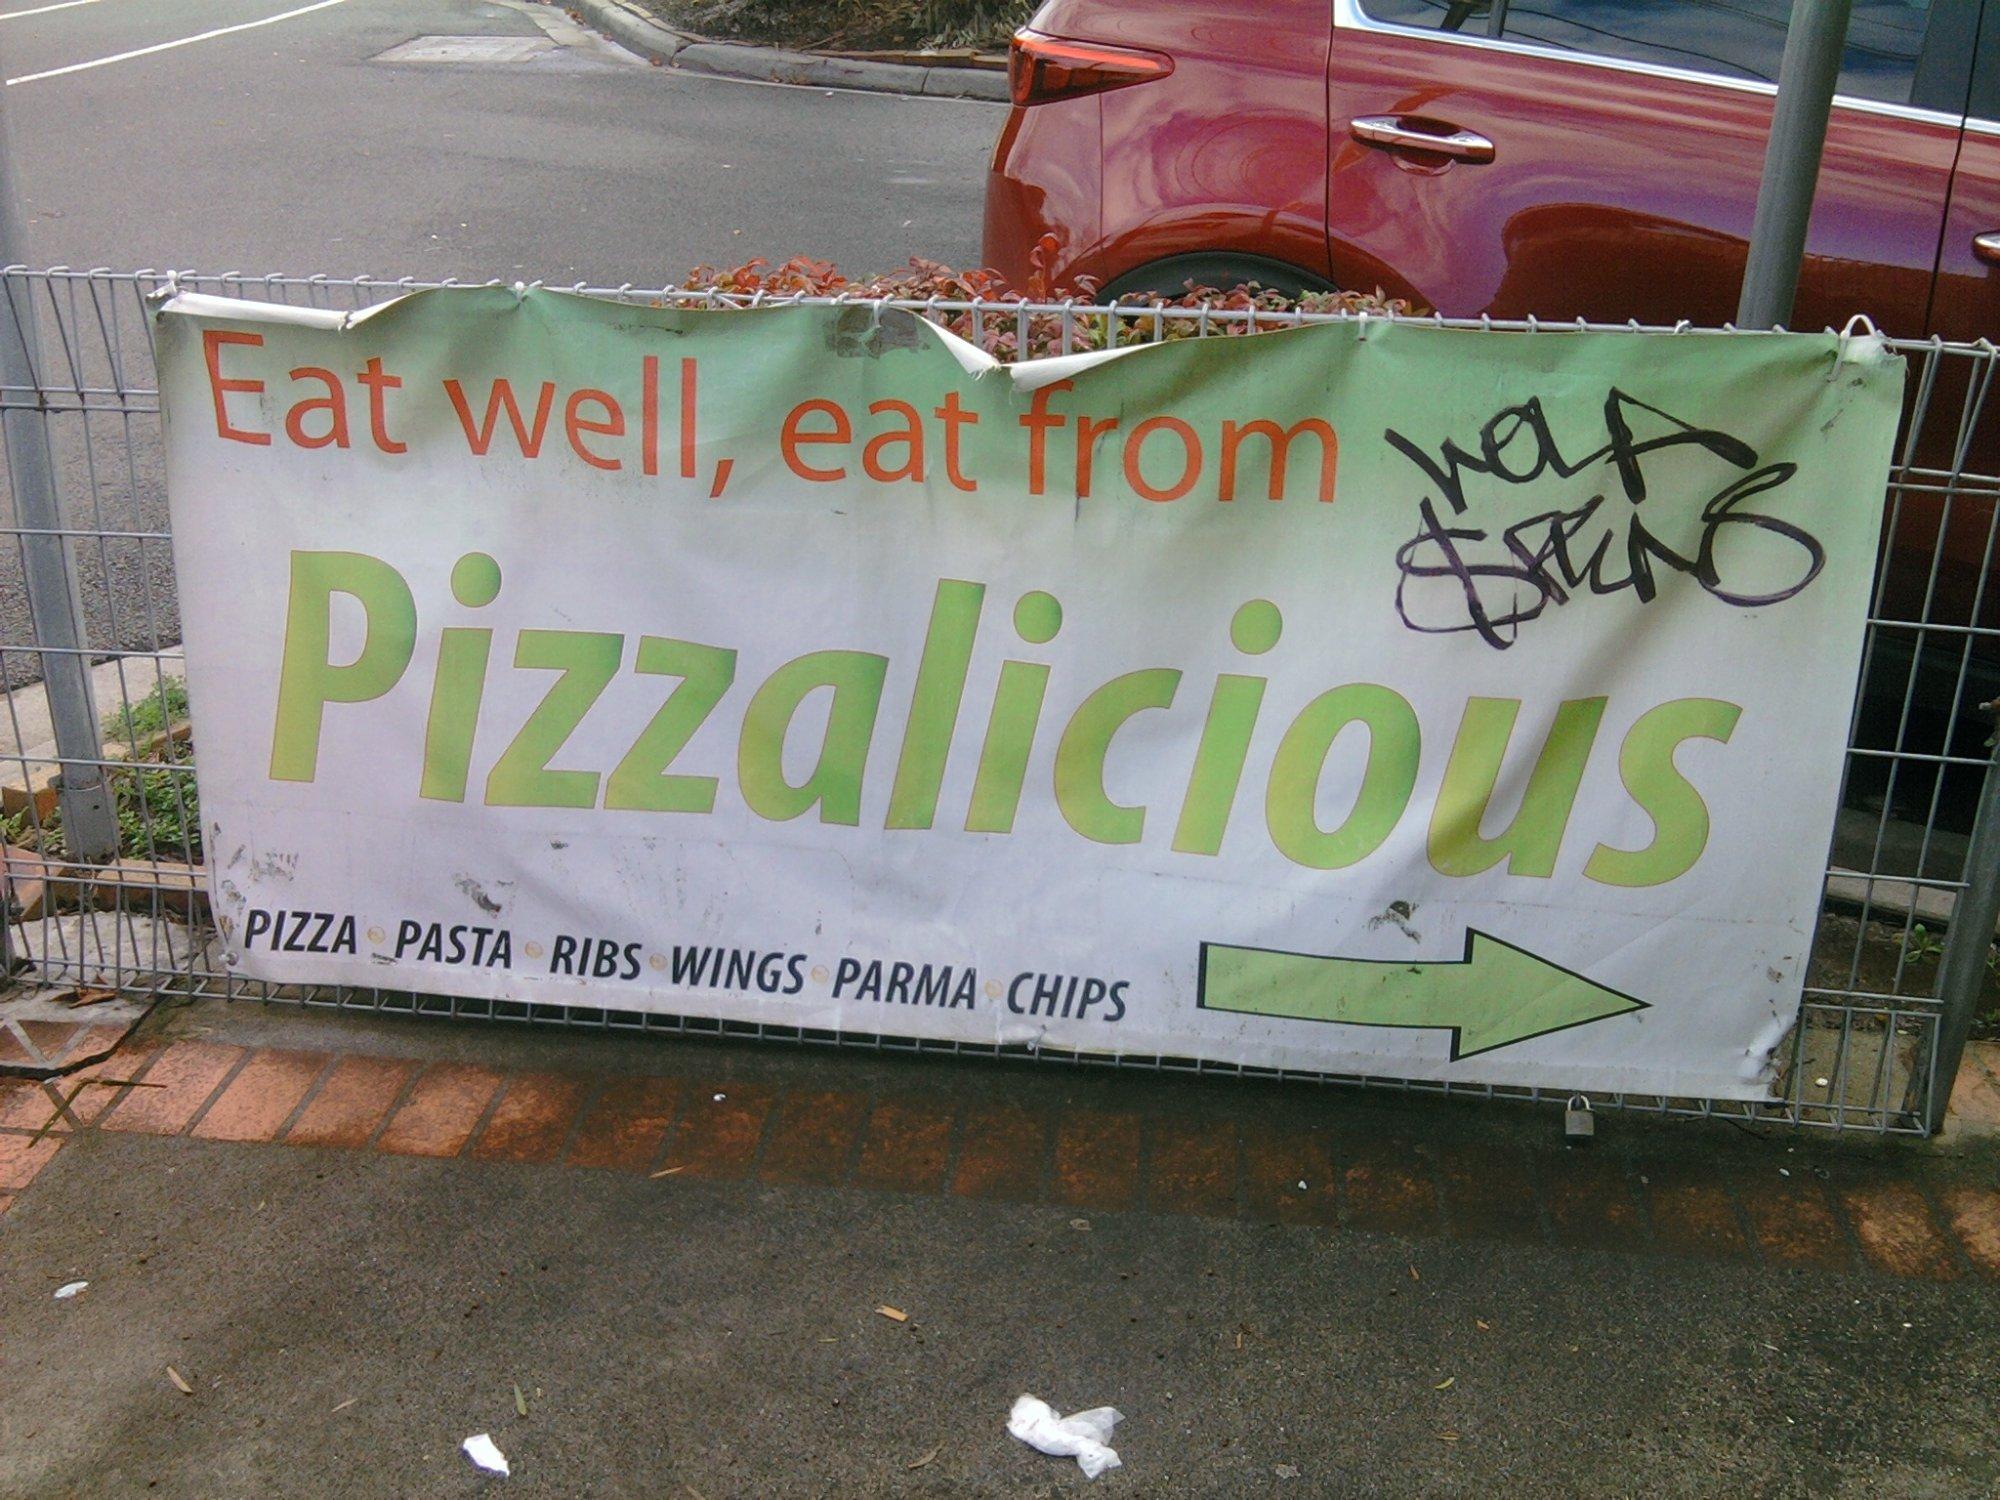 Eat well, eat from
Pizzalicious
PIZZA • PASTA • RIBS • WINGS • PARMA • CHIPS